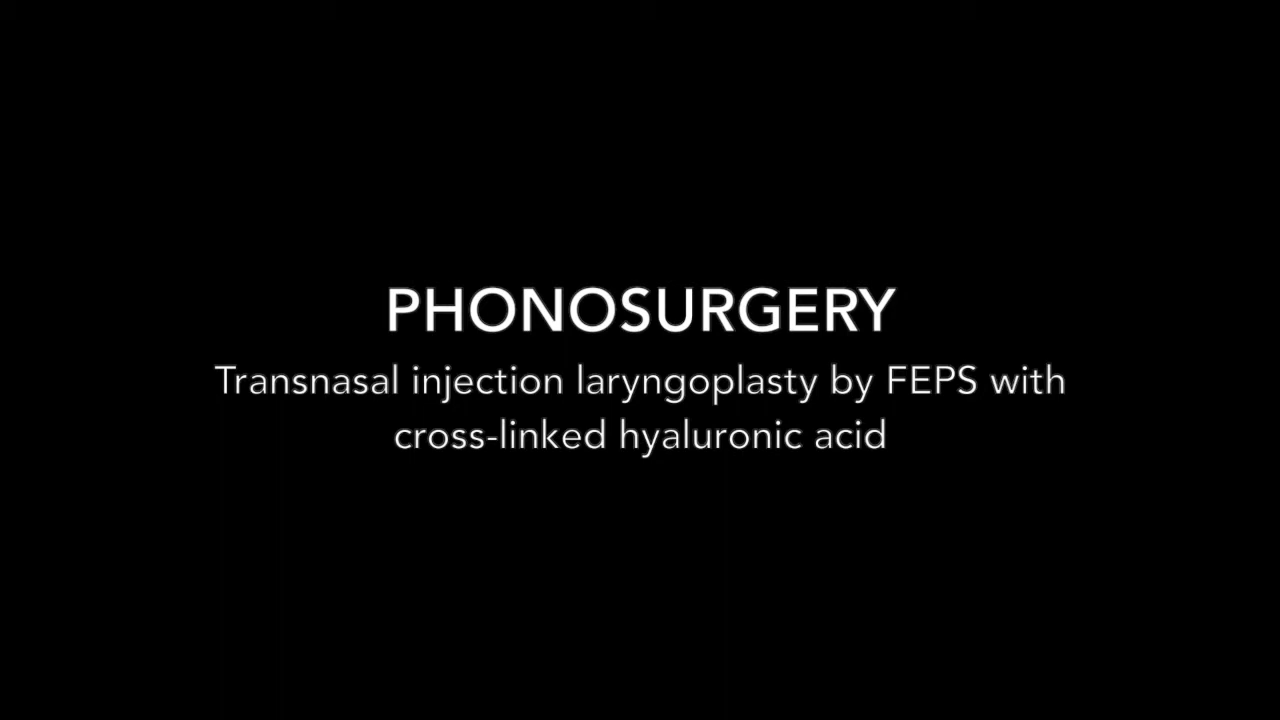 PHONOSURGERY
Transnasal injection laryngoplasty by FEPS with
cross-linked hyaluronic acid